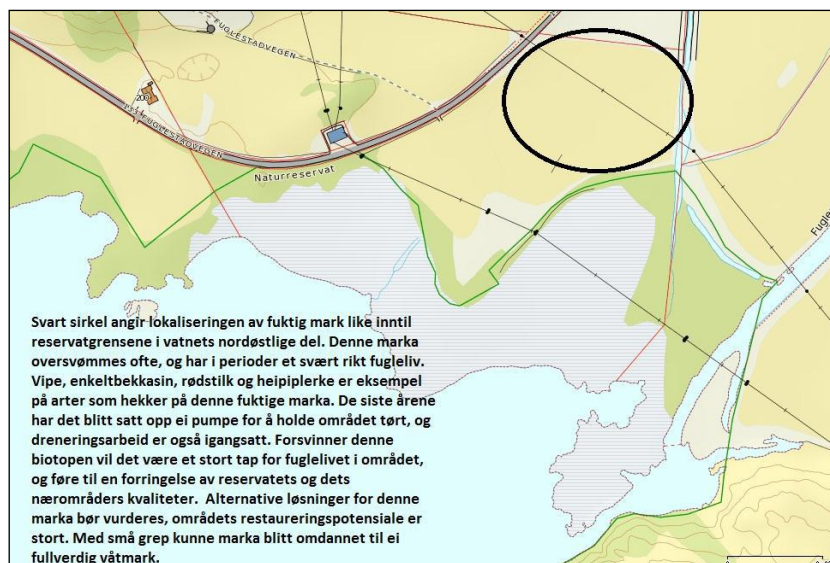 FUGLESTADVEGEN
200
133 FUGLESTADVEGEN
Naturreservat
Fugle
Svart sirkel angir lokaliseringen av fuktig mark like inntil
reservatgrensene i vatnets nordøstlige del. Denne marka
oversvømmes ofte, og har i perioder et svært rikt fugleliv.
Vipe, enkeltbekkasin, rødstilk og heipiplerke er eksempel
på arter som hekker på denne fuktige marka. De siste årene
har det blitt satt opp ei pumpe for å holde området tørt, og
dreneringsarbeid er også igangsatt. Forsvinner denne
biotopen vil det være et stort tap for fuglelivet i området,
og føre til en forringelse av reservatets og dets
nærområders kvaliteter. Alternative løsninger for denne
marka bør vurderes, områdets restaureringspotensiale er
stort. Med små grep kunne marka blitt omdannet til ei
fullverdig våtmark.